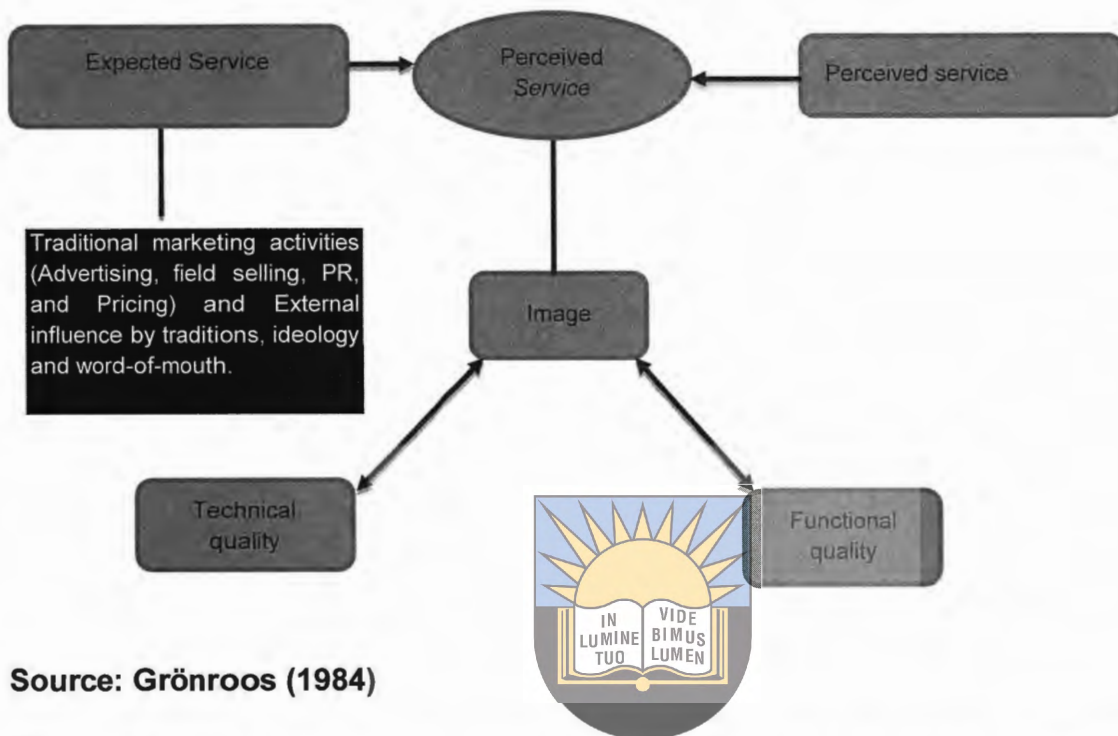 Expected Service
Perceived
Service
Perceived service
Traditional marketing activities
(Advertising, field selling, PR,
and Pricing) and External
influence by traditions, ideology
and word-of-mouth.
Image
Technical
quality
Functional
quality
IN
LUMINE
TUO
VIDE
BIMUS
LUMEN
Source: Grönroos (1984)